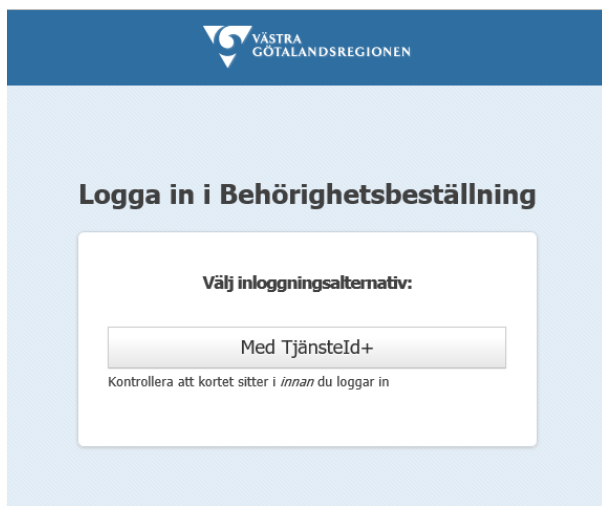 VÄSTRA
GÖTALANDSREGIONEN
Logga in i Behörighetsbeställning
Välj inloggningsalternativ:
Med TjänsteId+
Kontrollera att kortet sitter i innan du loggar in